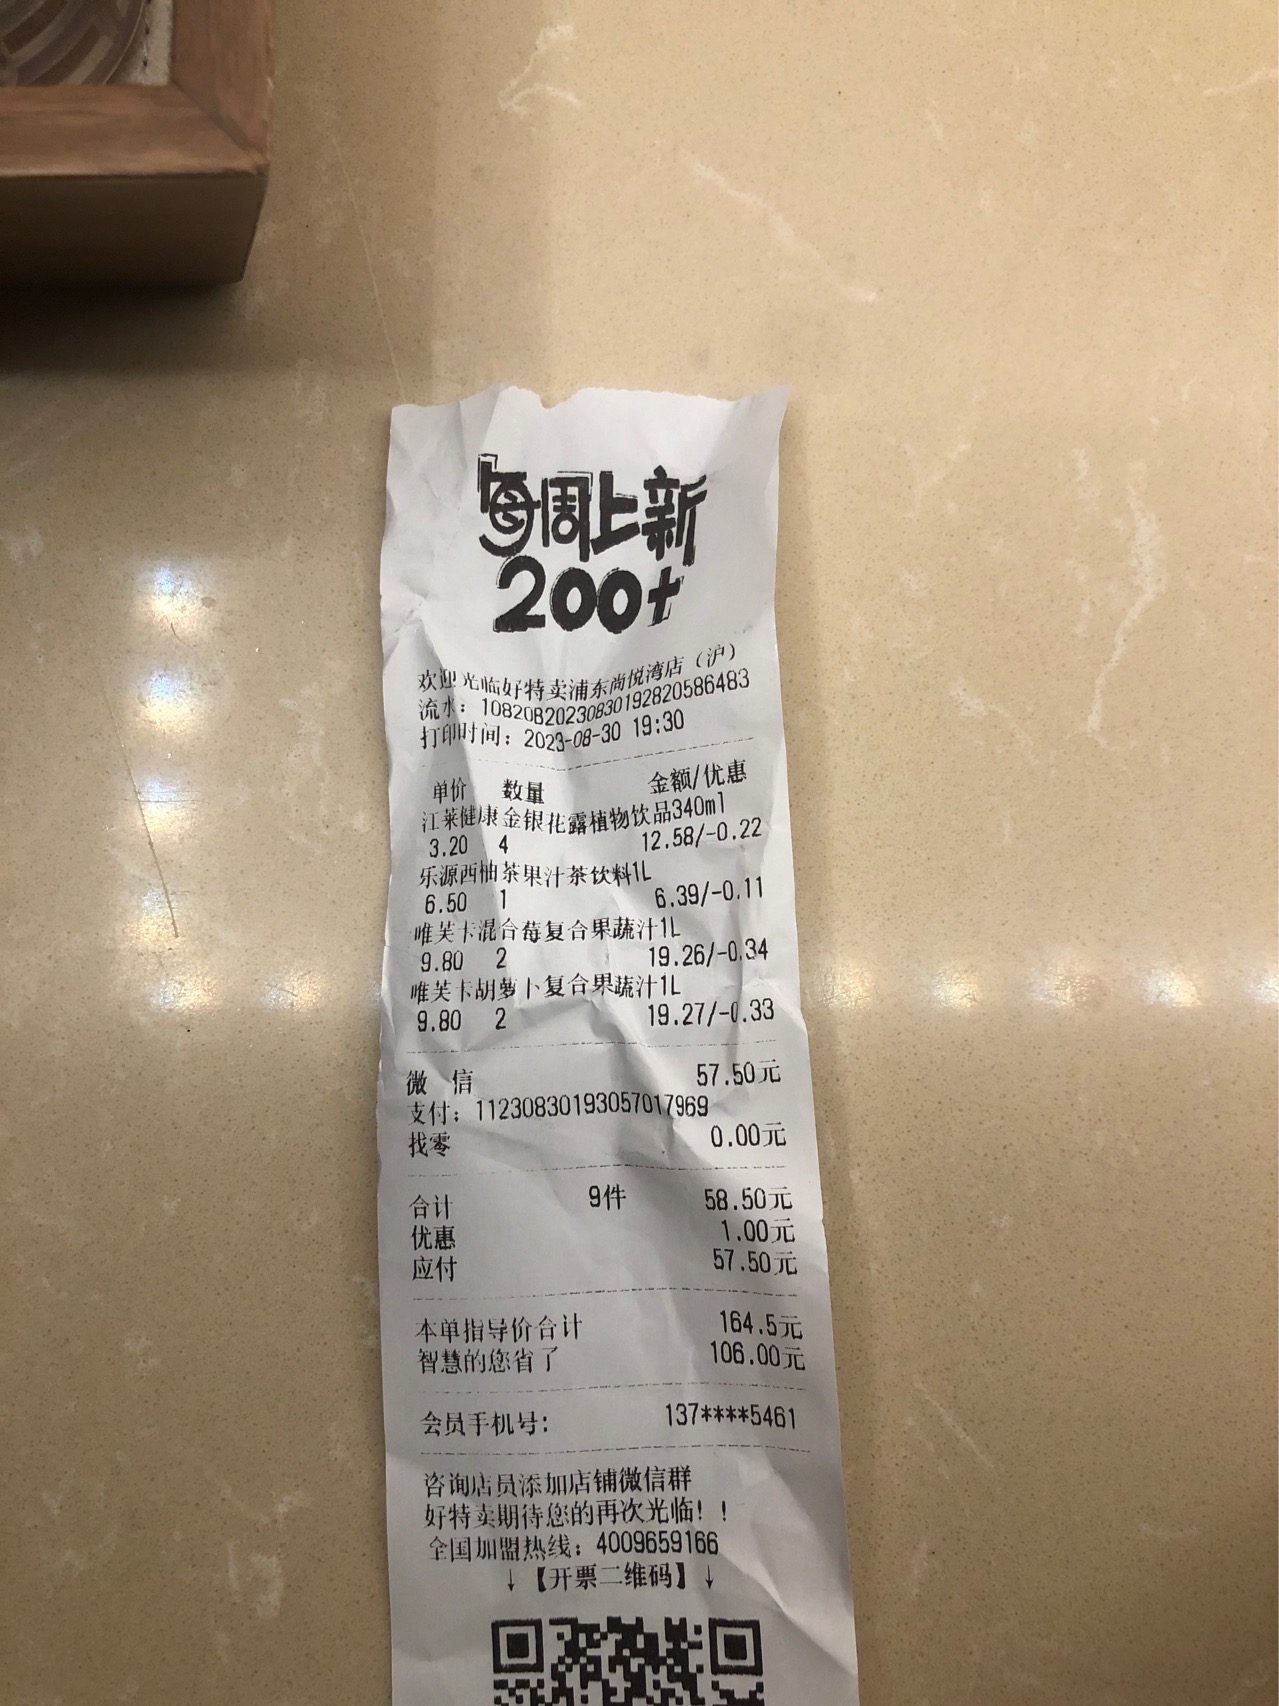 每周上新
200+
欢迎光临好特卖浦东尚悦湾店（沪）
流水：10820B202308301928205864​83
打印时间：2023-08-30 19:30
单价 数量 金额/优惠
江莱健康金银花露植物饮品340ml
3.20 4 12.58/-0.22
乐源西柚茶果汁茶饮料1L
6.50 1 6.39/-0.11
唯芙卡混合莓复合果蔬汁1L
9.80 2 19.26/-0.34
唯芙卡胡萝卜复合果蔬汁1L
9.80 2 19.27/-0.33
微 信 57.50元
支付：11230830193057017969
找零 0.00元
合计 9件 58.50元
优惠 1.00元
应付 57.50元
本单指导价合计 164.5元
智慧的您省了 106.00元
会员手机号: 137****5461
咨询店员添加店铺微信群
好特卖期待您的再次光临！！
全国加盟热线：4009659166
↓【开票二维码】↓